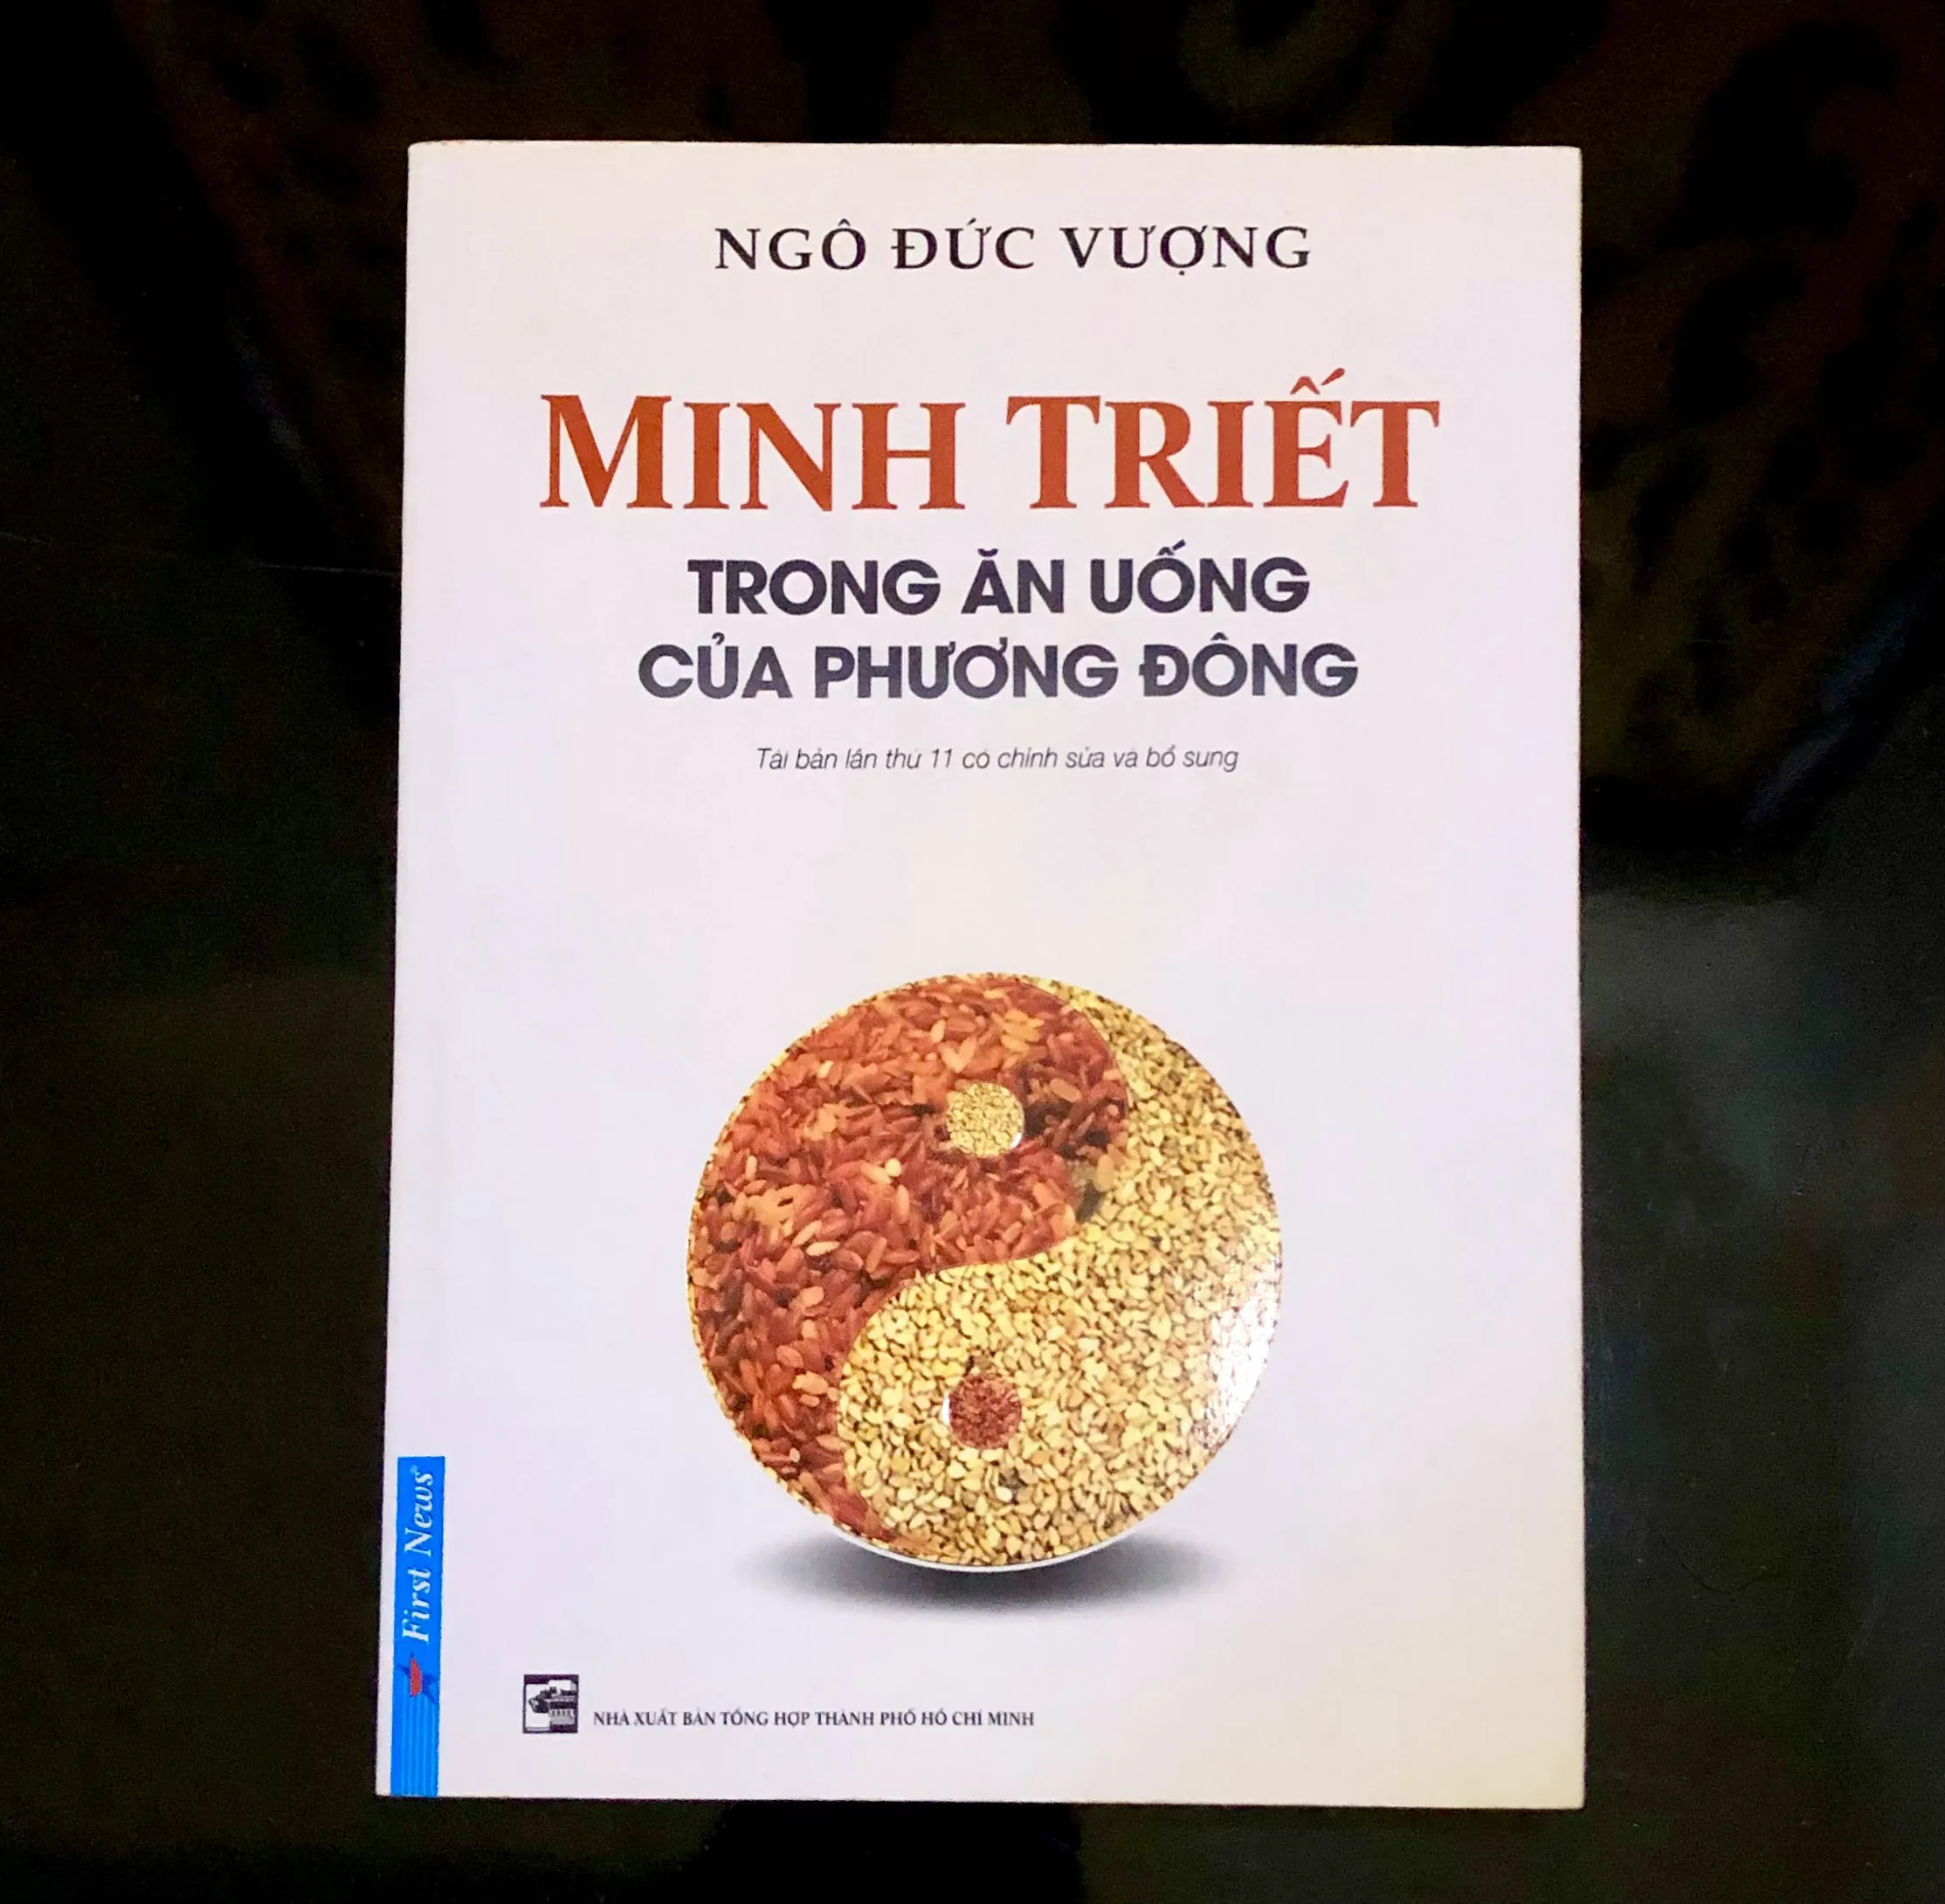 NGÔ ĐỨC VƯỢNG
MINH TRIẾT
TRONG ĂN UỐNG
CỦA PHƯƠNG ĐÔNG
Tái bản lần thứ 11 có chỉnh sửa và bổ sung
First News
NHÀ XUẤT BẢN TỔNG HỢP THÀNH PHỐ HỒ CHÍ MINH